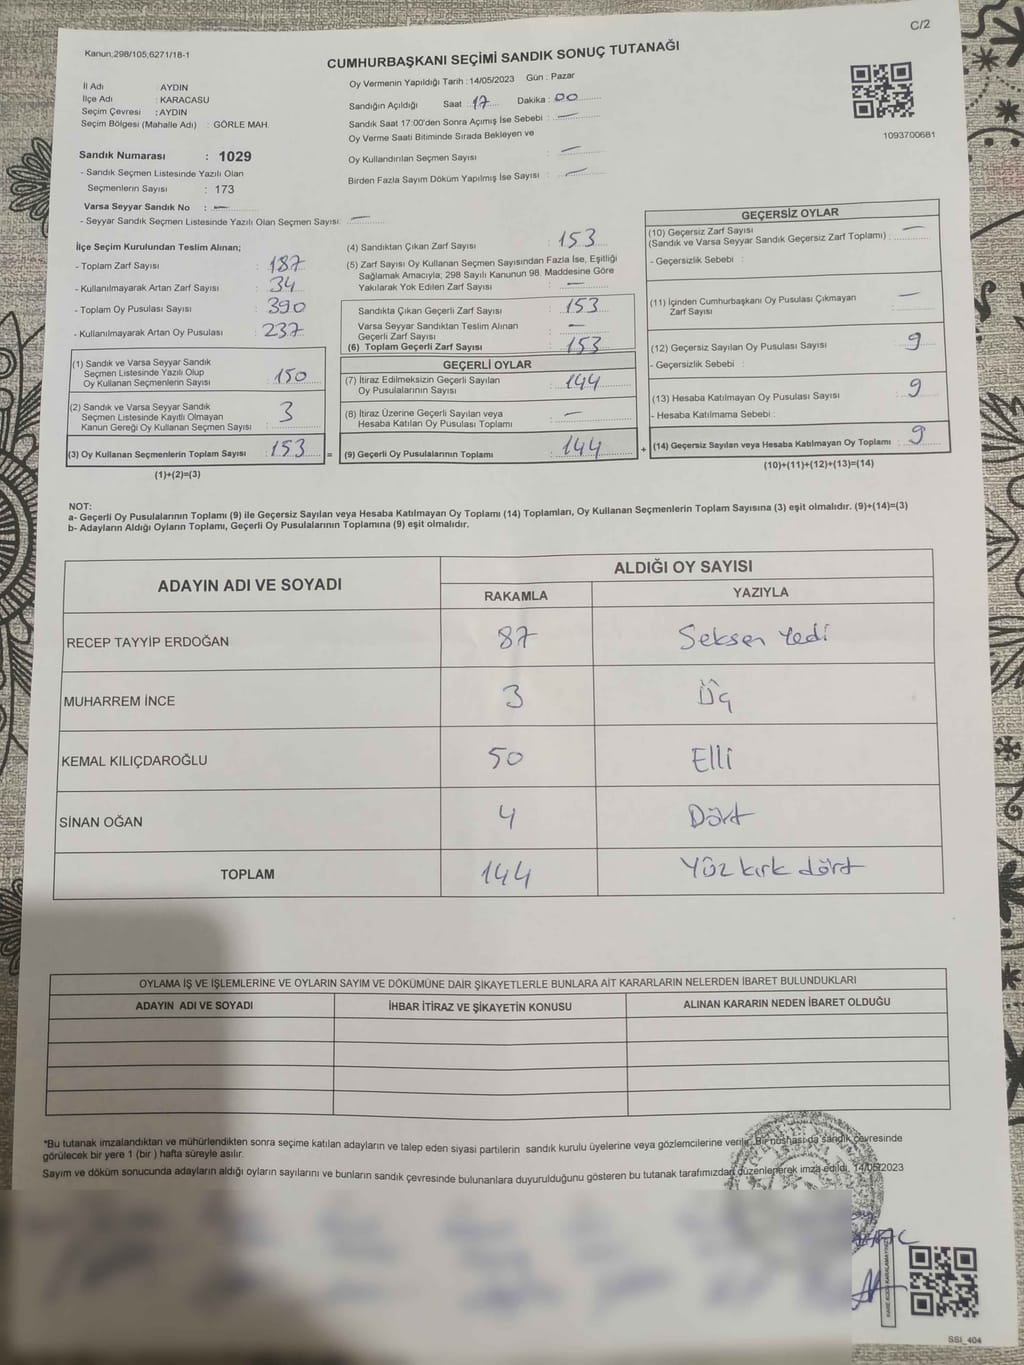 C/2
Kanun,298/105,6271/18-1
CUMHURBAŞKANI SEÇİMİ SANDIK SONUÇ TUTANAĞI
İl Adı : AYDIN
İlçe Adı : KARACASU
Seçim Çevresi : AYDIN
Seçim Bölgesi (Mahalle Adı) : GÖRLE MAH.
Sandık Numarası : 1029
- Sandık Seçmen Listesinde Yazılı Olan
Seçmenlerin Sayısı : 173
Varsa Seyyar Sandık No : —
- Seyyar Sandık Seçmen Listesinde Yazılı Olan Seçmen Sayısı: —
Oy Vermenin Yapıldığı Tarih : 14/05/2023 Gün : Pazar
Sandığın Açıldığı Saat : 17 Dakika : 00
Sandık Saat 17:00'den Sonra Açımış İse Sebebi : —
Oy Verme Saati Bitiminde Sırada Bekleyen ve
Oy Kullandırılan Seçmen Sayısı : —
Birden Fazla Sayım Döküm Yapılmış İse Sayısı : —
1093700681
İlçe Seçim Kurulundan Teslim Alınan;
- Toplam Zarf Sayısı : 187
- Kullanılmayarak Artan Zarf Sayısı : 34
- Toplam Oy Pusulası Sayısı : 390
- Kullanılmayarak Artan Oy Pusulası : 237
(1) Sandık ve Varsa Seyyar Sandık
Seçmen Listesinde Yazılı Olup
Oy Kullanan Seçmenlerin Sayısı : 150
(2) Sandık ve Varsa Seyyar Sandık
Seçmen Listesinde Kayıtlı Olmayan
Kanun Gereği Oy Kullanan Seçmen Sayısı : 3
(3) Oy Kullanan Seçmenlerin Toplam Sayısı : 153 =
(1)+(2)=(3)
(4) Sandıktan Çıkan Zarf Sayısı : 153
(5) Zarf Sayısı Oy Kullanan Seçmen Sayısından Fazla İse, Eşitliği
Sağlamak Amacıyla; 298 Sayılı Kanunun 98. Maddesine Göre
Yakılarak Yok Edilen Zarf Sayısı : —
Sandıkta Çıkan Geçerli Zarf Sayısı : 153
Varsa Seyyar Sandıktan Teslim Alınan
Geçerli Zarf Sayısı : —
(6) Toplam Geçerli Zarf Sayısı : 153
GEÇERLİ OYLAR
(7) İtiraz Edilmeksizin Geçerli Sayılan
Oy Pusulalarının Sayısı : 144
(8) İtiraz Üzerine Geçerli Sayılan veya
Hesaba Katılan Oy Pusulası Toplamı : —
(9) Geçerli Oy Pusulalarının Toplamı : 144 +
GEÇERSİZ OYLAR
(10) Geçersiz Zarf Sayısı
(Sandık ve Varsa Seyyar Sandık Geçersiz Zarf Toplamı) : —
- Geçersizlik Sebebi :
(11) İçinden Cumhurbaşkanı Oy Pusulası Çıkmayan
Zarf Sayısı : —
(12) Geçersiz Sayılan Oy Pusulası Sayısı : 9
- Geçersizlik Sebebi :
(13) Hesaba Katılmayan Oy Pusulası Sayısı : 9
- Hesaba Katılmama Sebebi :
(14) Geçersiz Sayılan veya Hesaba Katılmayan Oy Toplamı : 9
(10)+(11)+(12)+(13)=(14)
NOT:
a- Geçerli Oy Pusulalarının Toplamı (9) ile Geçersiz Sayılan veya Hesaba Katılmayan Oy Toplamı (14) Toplamları, Oy Kullanan Seçmenlerin Toplam Sayısına (3) eşit olmalıdır. (9)+(14)=(3)
b- Adayların Aldığı Oyların Toplamı, Geçerli Oy Pusulalarının Toplamına (9) eşit olmalıdır.
ADAYIN ADI VE SOYADI ALDIĞI OY SAYISI
RAKAMLA YAZIYLA
RECEP TAYYİP ERDOĞAN 87 Seksen Yedi
MUHARREM İNCE 3 Üç
KEMAL KILIÇDAROĞLU 50 Elli
SİNAN OĞAN 4 Dört
TOPLAM 144 Yüz kırk dört
OYLAMA İŞ VE İŞLEMLERİNE VE OYLARIN SAYIM VE DÖKÜMÜNE DAİR ŞİKAYETLERLE BUNLARA AİT KARARLARIN NELERDEN İBARET BULUNDUKLARI
ADAYIN ADI VE SOYADI İHBAR İTİRAZ VE ŞİKAYETİN KONUSU ALINAN KARARIN NEDEN İBARET OLDUĞU
*Bu tutanak imzalandıktan ve mühürlendikten sonra seçime katılan adayların ve talep eden siyasi partilerin sandık kurulu üyelerine veya gözlemcilerine verilir. Bir nüshası da sandık çevresinde
görülecek bir yere 1 (bir ) hafta süreyle asılır.
Sayım ve döküm sonucunda adayların aldığı oyların sayılarını ve bunların sandık çevresinde bulunanlara duyurulduğunu gösteren bu tutanak tarafımızdan düzenlenerek imza edildi. 14/05/2023
SSI_404